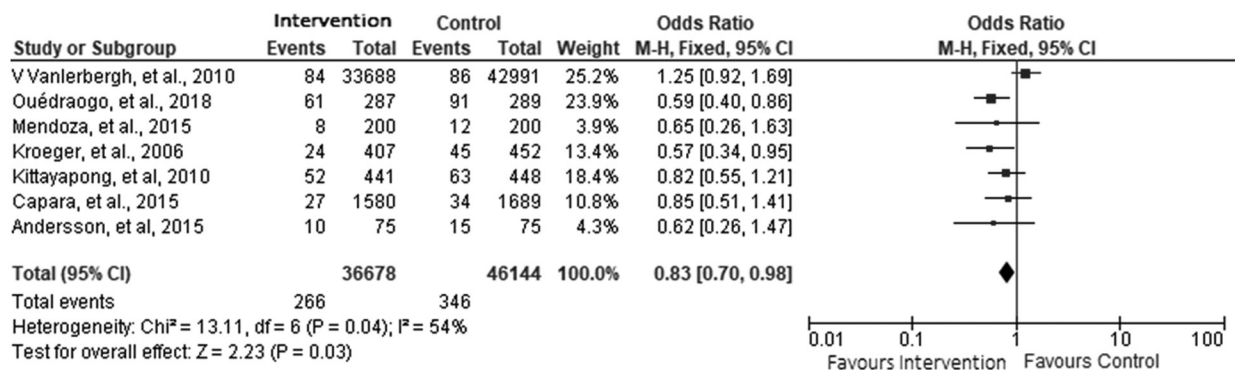 Intervention Control Odds Ratio Odds Ratio
Study or Subgroup Events Total Events Total Weight M-H, Fixed, 95% CI M-H, Fixed, 95% CI
V Vanlerbergh, et al., 2010 84 33688 86 42991 25.2% 1.25 [0.92, 1.69]
Ouédraogo, et al., 2018 61 287 91 289 23.9% 0.59 [0.40, 0.86]
Mendoza, et al., 2015 8 200 12 200 3.9% 0.65 [0.26, 1.63]
Kroeger, et al., 2006 24 407 45 452 13.4% 0.57 [0.34, 0.95]
Kittayapong, et al, 2010 52 441 63 448 18.4% 0.82 [0.55, 1.21]
Capara, et al., 2015 27 1580 34 1689 10.8% 0.85 [0.51, 1.41]
Andersson, et al, 2015 10 75 15 75 4.3% 0.62 [0.26, 1.47]
Total (95% CI) 36678 46144 100.0% 0.83 [0.70, 0.98]
Total events 266 346
Heterogeneity: Chi² = 13.11, df = 6 (P = 0.04); I² = 54%
Test for overall effect: Z = 2.23 (P = 0.03)
0.01 0.1 1 10 100
Favours Intervention Favours Control